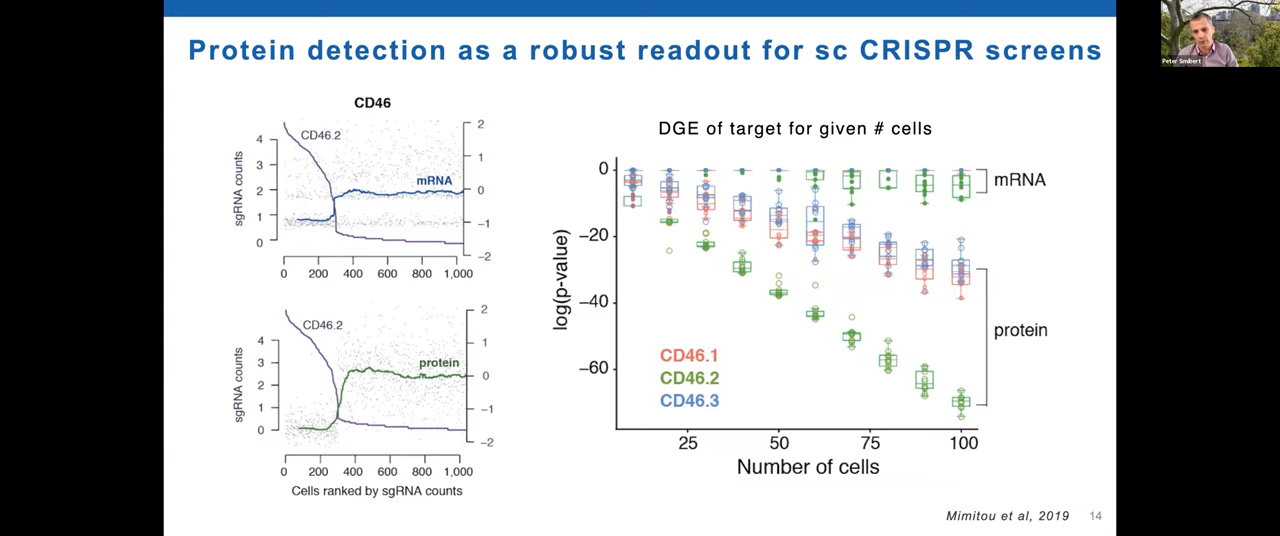 Protein detection as a robust readout for sc CRISPR screens
Peter Smibert
CD46
CD46.2
mRNA
sgRNA counts
4
3
2
1
0
2
1
0
−1
−2
0 200 400 600 800 1,000
CD46.2
protein
sgRNA counts
4
3
2
1
0
2
1
0
−1
−2
0 200 400 600 800 1,000
Cells ranked by sgRNA counts
DGE of target for given # cells
log(p-value)
0
−20
−40
−60
mRNA
protein
CD46.1
CD46.2
CD46.3
25 50 75 100
Number of cells
Mimitou et al, 2019 14